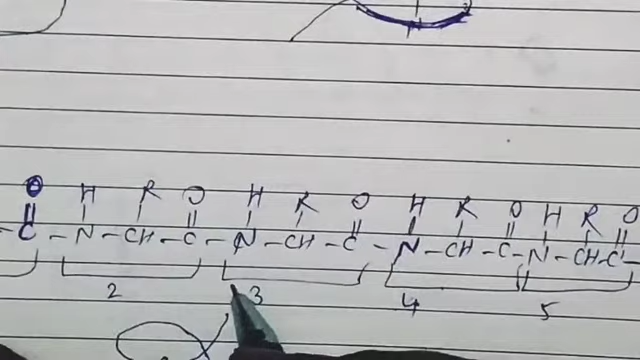 O H R O H R O H R O H R O
- C - N - CH - C - N - CH - C - N - CH - C - N - CH - C -
2 3 4 5